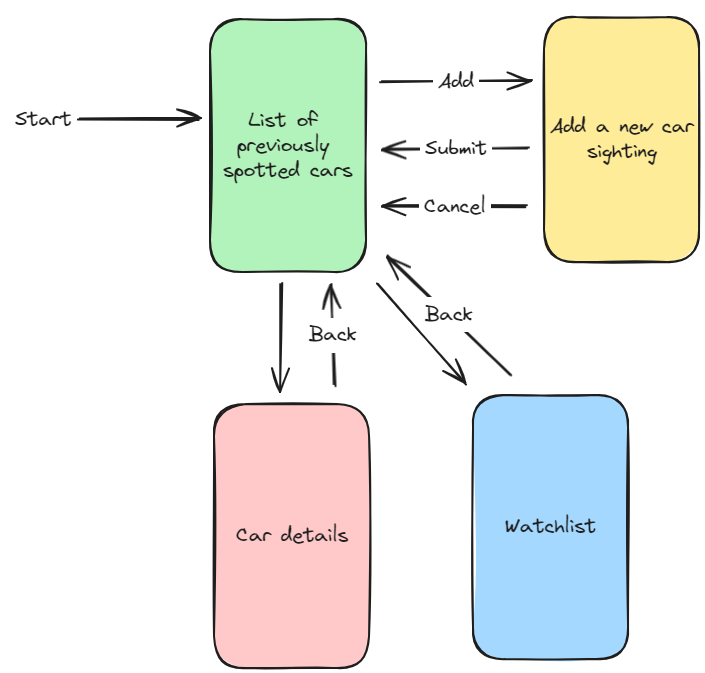 Start
List of
previously
spotted cars
Add
Submit
Cancel
Add a new car
sighting
Back
Back
Car details
Watchlist